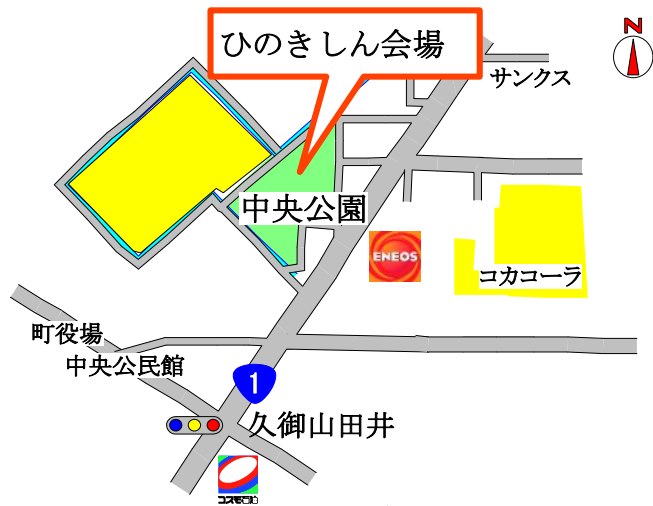 ひのきしん会場
N
サンクス
中央公園
ENEOS
コカコーラ
町役場
中央公民館
1
久御山田井
コスモ石油